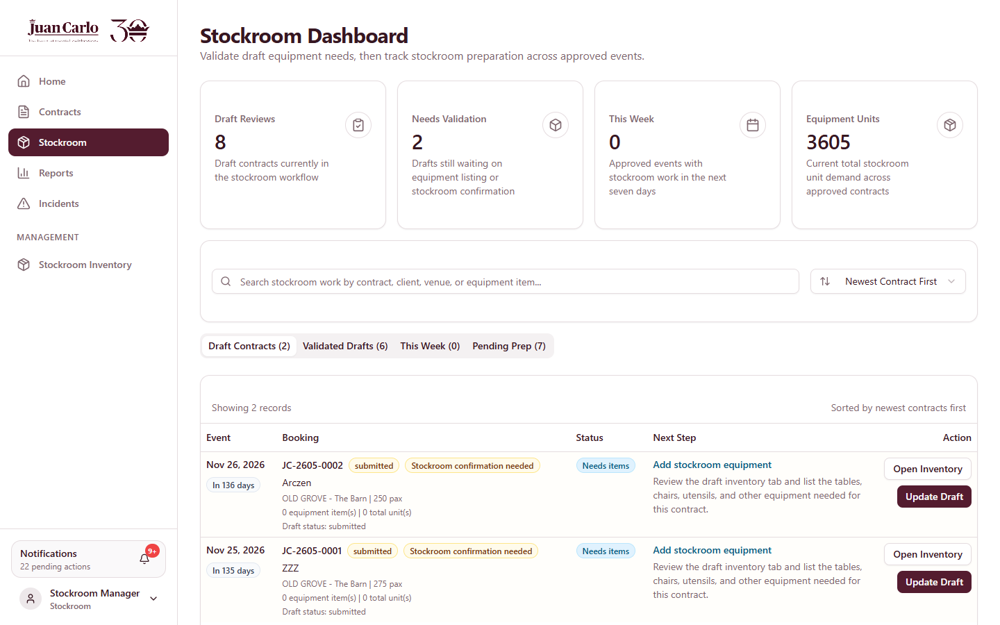 Juan Carlo 30
Home
Contracts
Stockroom
Reports
Incidents
MANAGEMENT
Stockroom Inventory
Notifications
22 pending actions
9+
Stockroom Manager
Stockroom
Stockroom Dashboard
Validate draft equipment needs, then track stockroom preparation across approved events.
Draft Reviews
8
Draft contracts currently in
the stockroom workflow
Needs Validation
2
Drafts still waiting on
equipment listing or
stockroom confirmation
This Week
0
Approved events with
stockroom work in the next
seven days
Equipment Units
3605
Current total stockroom
unit demand across
approved contracts
Search stockroom work by contract, client, venue, or equipment item...
Newest Contract First
Draft Contracts (2) Validated Drafts (6) This Week (0) Pending Prep (7)
Showing 2 records
Sorted by newest contracts first
Event Booking Status Next Step Action
Nov 26, 2026
In 136 days
JC-2605-0002 submitted Stockroom confirmation needed
Arczen
OLD GROVE - The Barn | 250 pax
0 equipment item(s) | 0 total unit(s)
Draft status: submitted
Needs items
Add stockroom equipment
Review the draft inventory tab and list the tables,
chairs, utensils, and other equipment needed for
this contract.
Open Inventory
Update Draft
Nov 25, 2026
In 135 days
JC-2605-0001 submitted Stockroom confirmation needed
ZZZ
OLD GROVE - The Barn | 275 pax
0 equipment item(s) | 0 total unit(s)
Draft status: submitted
Needs items
Add stockroom equipment
Review the draft inventory tab and list the tables,
chairs, utensils, and other equipment needed for
this contract.
Open Inventory
Update Draft